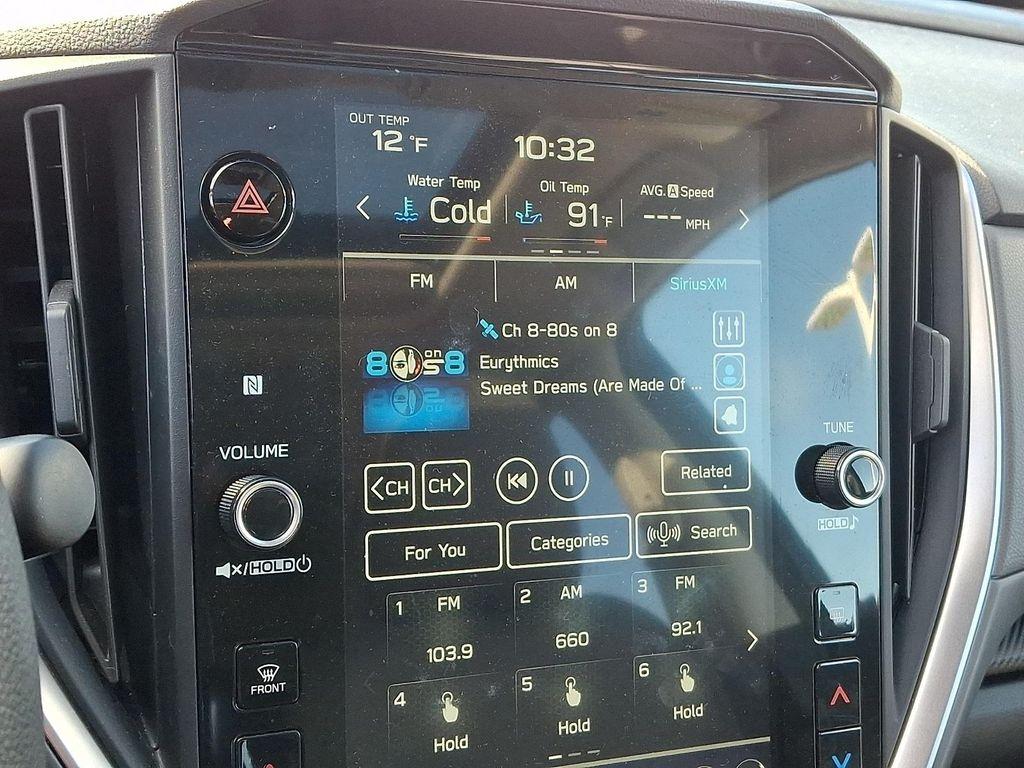 OUT TEMP
12 °F
10:32
Water Temp
Oil Temp
AVG. A Speed
Cold
91 °F
--- MPH
FM
AM
SiriusXM
Ch 8-80s on 8
80s on 8
Eurythmics
Sweet Dreams (Are Made Of ...
N
VOLUME
TUNE
<CH
CH>
Related
HOLD
/HOLD
For You
Categories
Search
1 FM
2 AM
3 FM
103.9
660
92.1
FRONT
4
5
6
Hold
Hold
Hold